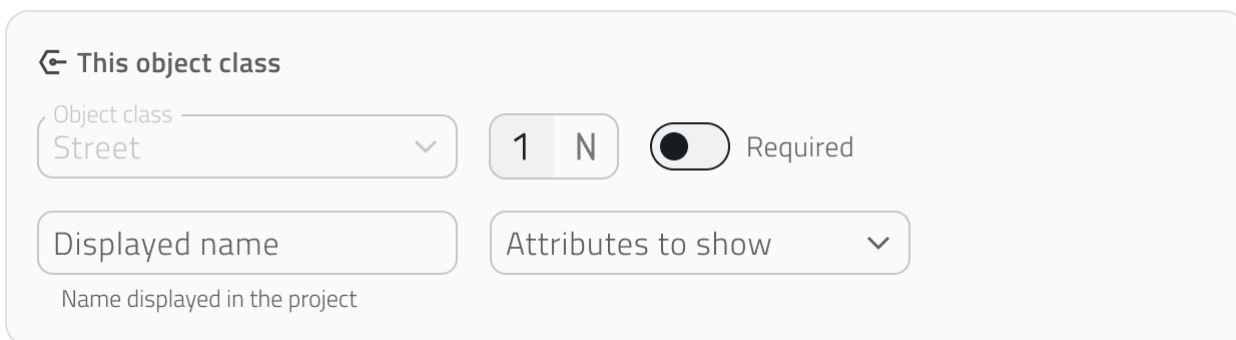 This object class
Object class
Street
1 N
Required
Displayed name
Attributes to show
Name displayed in the project